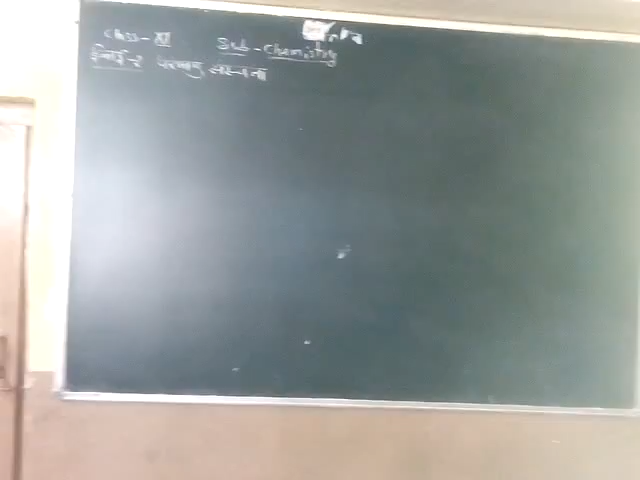 Class - XI Sub - Chemistry
इकाई - 2 परमाणु संरचना